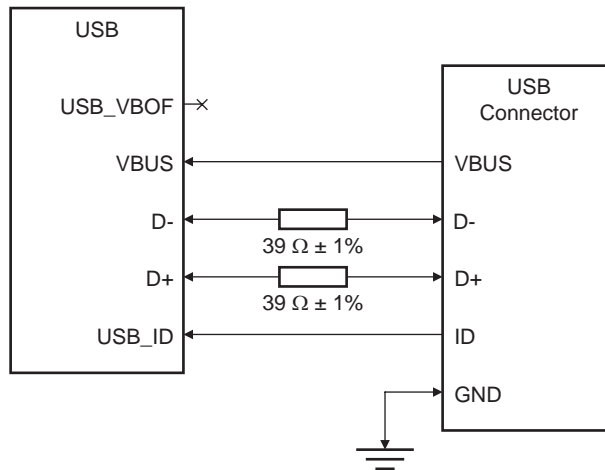 USB
USB_VBOF
VBUS
D-
D+
USB_ID
39 Ω ± 1%
39 Ω ± 1%
USB
Connector
VBUS
D-
D+
ID
GND